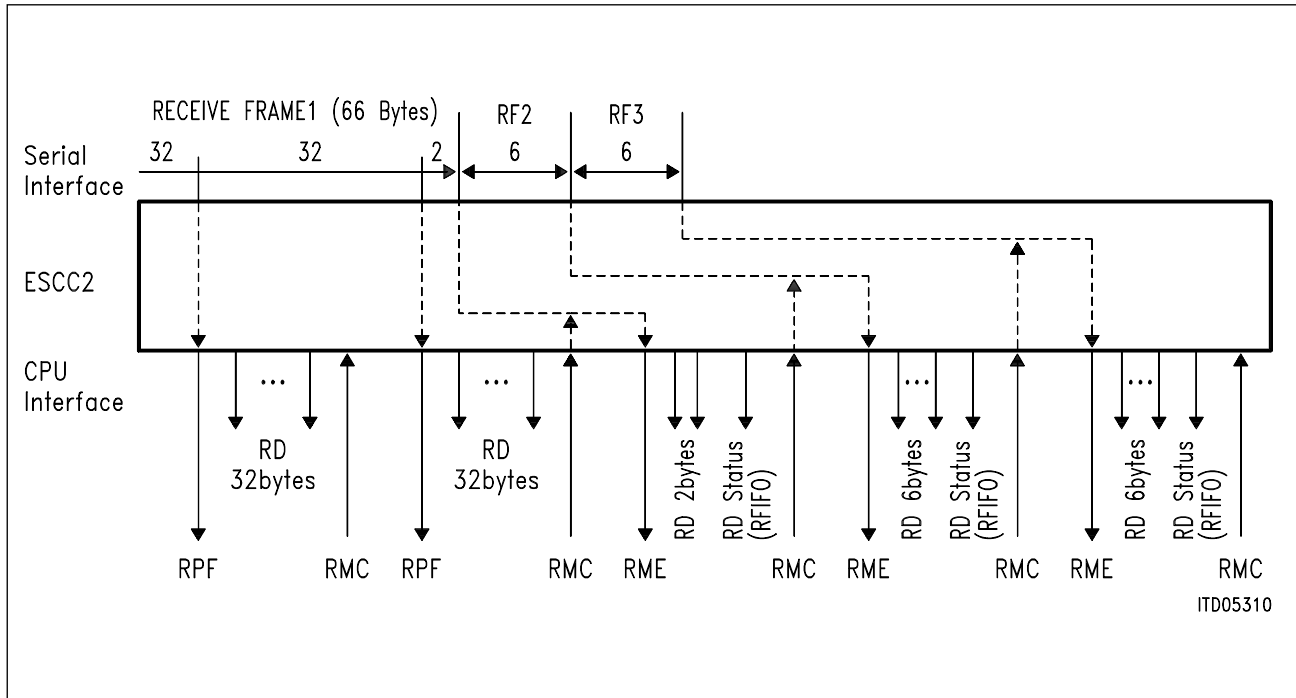 RECEIVE FRAME1 (66 Bytes)
RF2
RF3
32
32
2
6
6
Serial
Interface
ESCC2
CPU
Interface
...
...
...
...
RD
32bytes
RD
32bytes
RD 2bytes
RD Status
(RFIFO)
RD 6bytes
RD Status
(RFIFO)
RD 6bytes
RD Status
(RFIFO)
RPF
RMC
RPF
RMC
RME
RMC
RME
RMC
RME
RMC
ITD05310